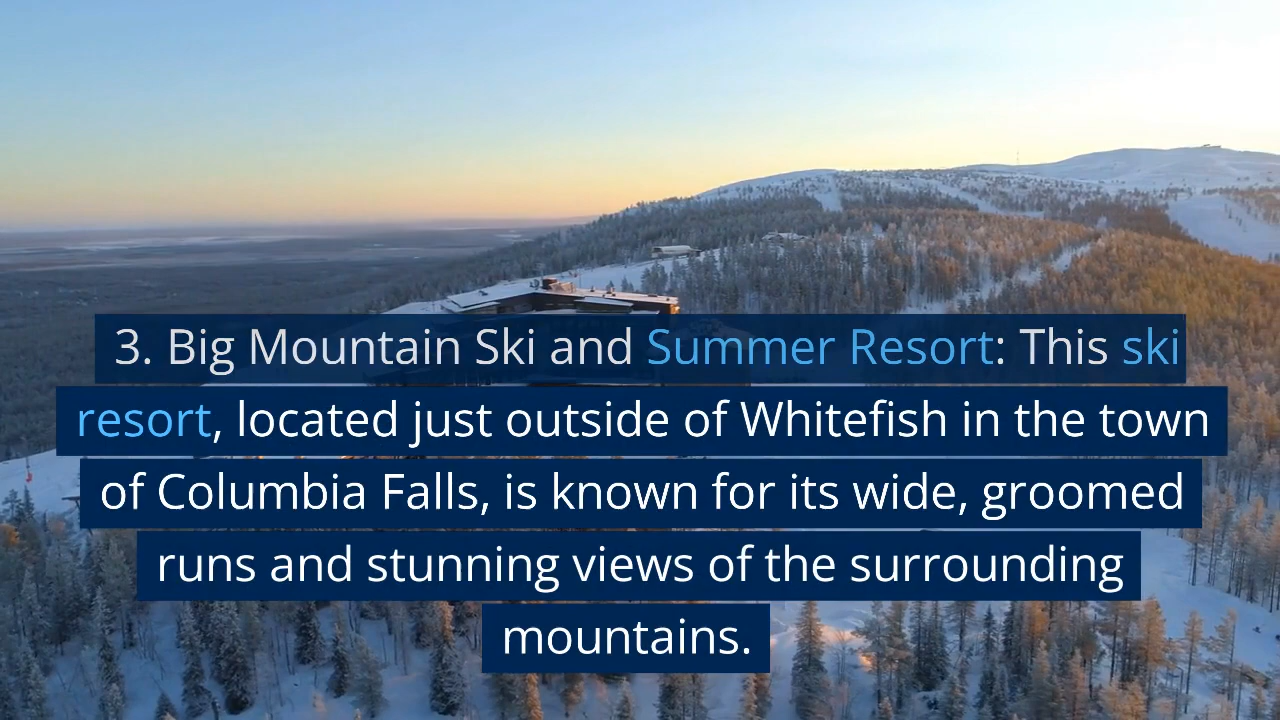 3. Big Mountain Ski and Summer Resort: This ski
resort, located just outside of Whitefish in the town
of Columbia Falls, is known for its wide, groomed
runs and stunning views of the surrounding
mountains.